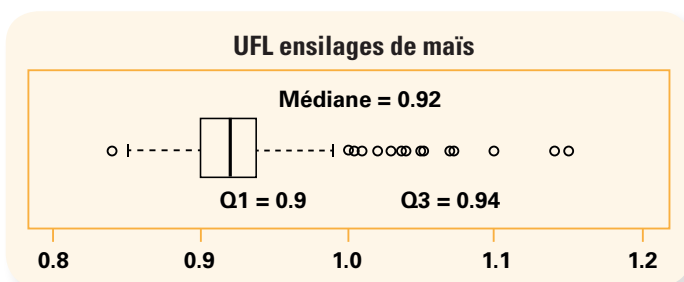 UFL ensilages de maïs
Médiane = 0.92
Q1 = 0.9 Q3 = 0.94
0.8 0.9 1.0 1.1 1.2